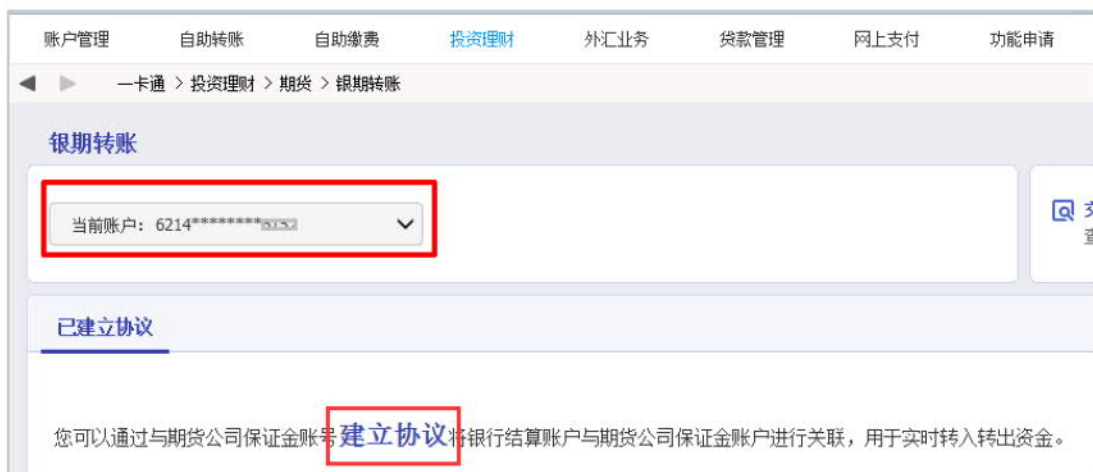 账户管理 自助转账 自助缴费 投资理财 外汇业务 贷款管理 网上支付 功能申请
一卡通 > 投资理财 > 期货 > 银期转账
银期转账
当前账户：6214********
已建立协议
您可以通过与期货公司保证金账号建立协议将银行结算账户与期货公司保证金账户进行关联，用于实时转入转出资金。